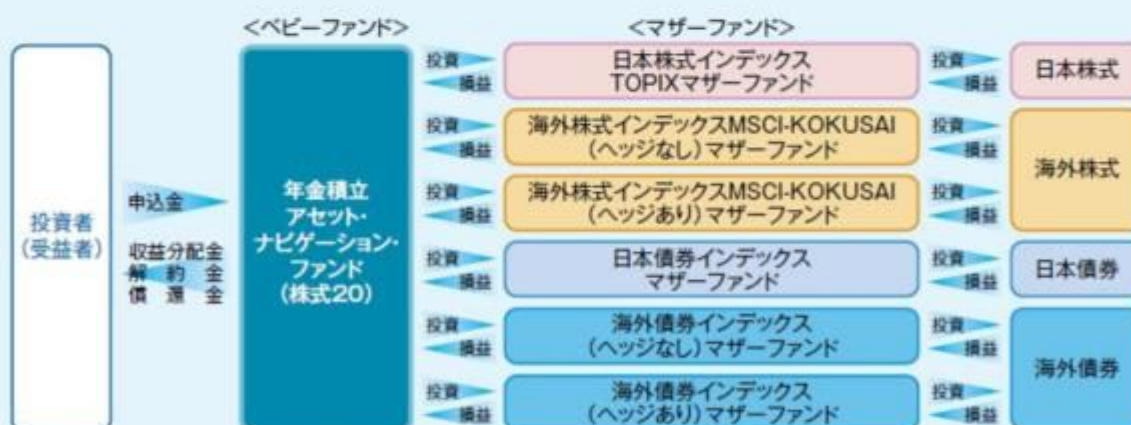 <ベビーファンド>
<マザーファンド>
投資者
(受益者)
申込金
収益分配金
解約金
償還金
年金積立
アセット・
ナビゲーション・
ファンド
(株式20)
投資
損益
日本株式インデックス
TOPIXマザーファンド
投資
損益
日本株式
投資
損益
海外株式インデックスMSCI-KOKUSAI
(ヘッジなし)マザーファンド
投資
損益
海外株式
投資
損益
海外株式インデックスMSCI-KOKUSAI
(ヘッジあり)マザーファンド
投資
損益
投資
損益
日本債券インデックス
マザーファンド
投資
損益
日本債券
投資
損益
海外債券インデックス
(ヘッジなし)マザーファンド
投資
損益
海外債券
投資
損益
海外債券インデックス
(ヘッジあり)マザーファンド
投資
損益